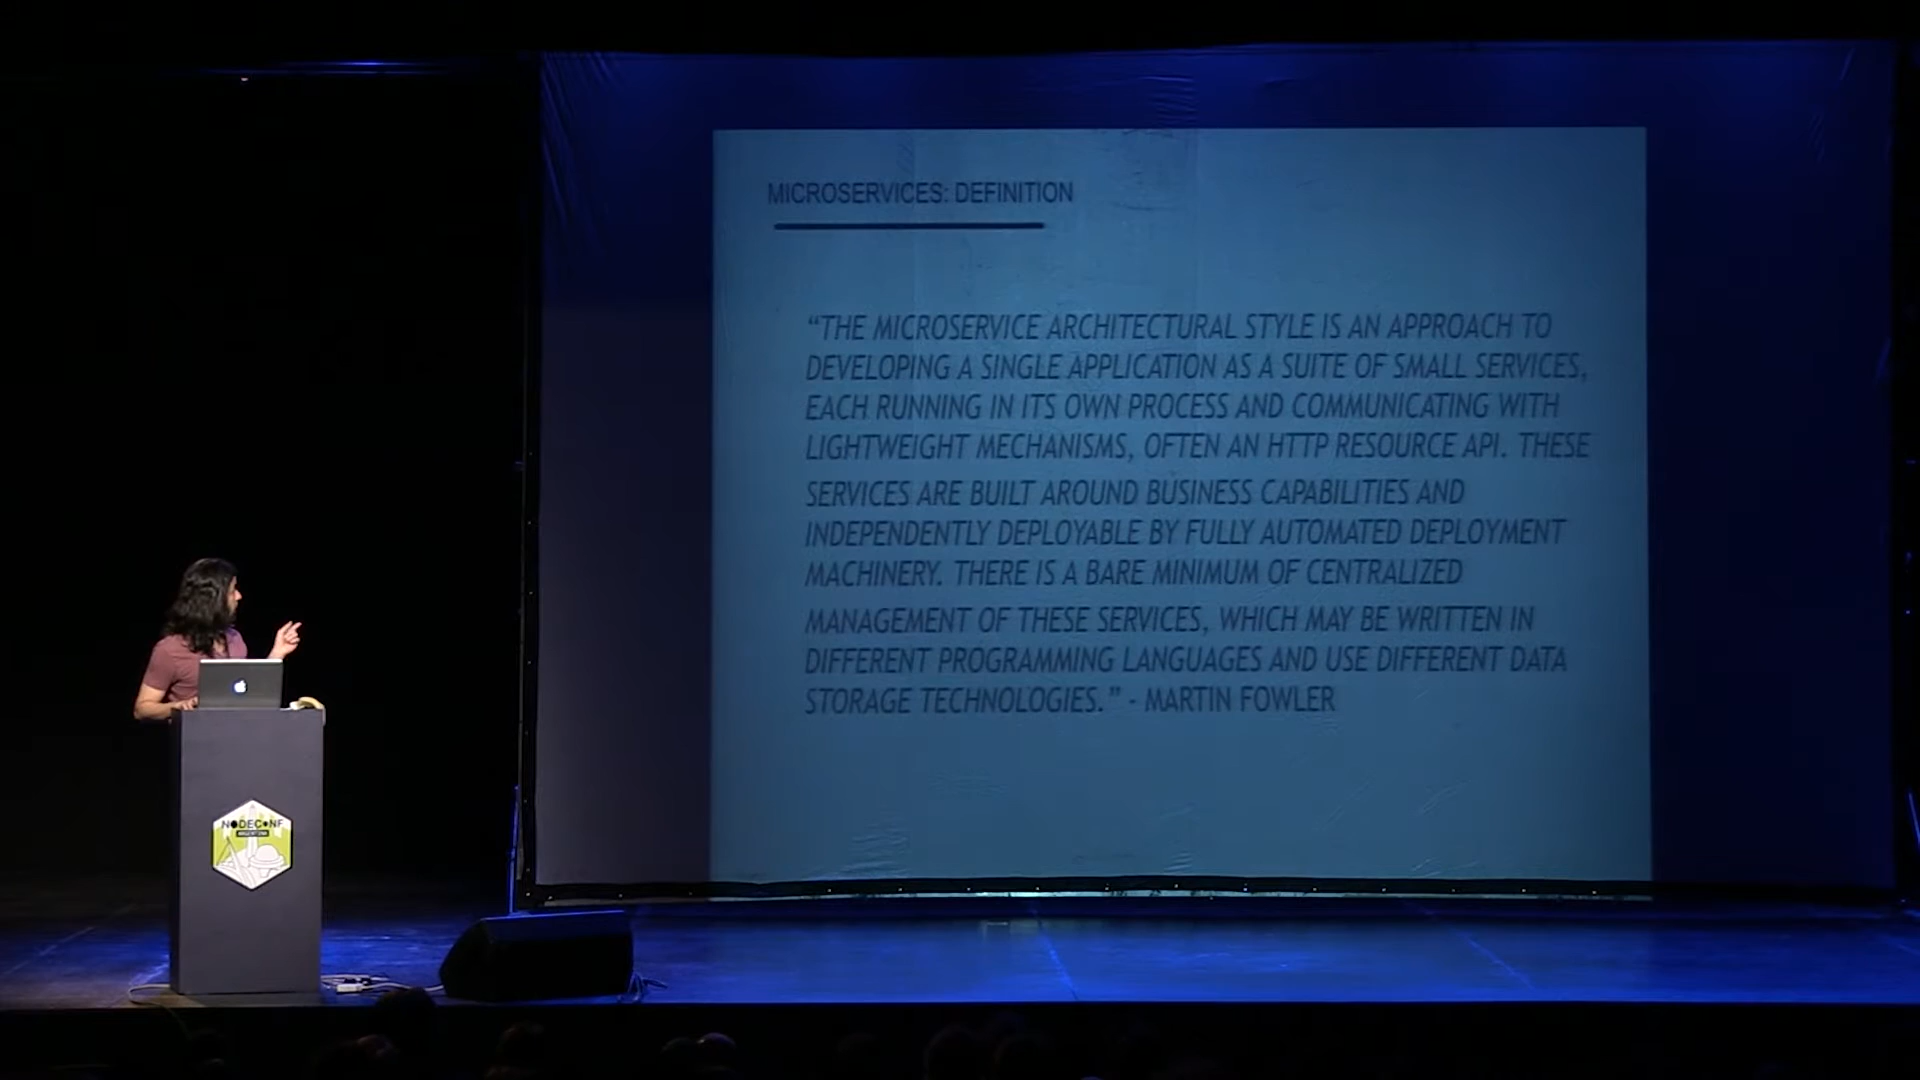 MICROSERVICES: DEFINITION
“THE MICROSERVICE ARCHITECTURAL STYLE IS AN APPROACH TO
DEVELOPING A SINGLE APPLICATION AS A SUITE OF SMALL SERVICES,
EACH RUNNING IN ITS OWN PROCESS AND COMMUNICATING WITH
LIGHTWEIGHT MECHANISMS, OFTEN AN HTTP RESOURCE API. THESE
SERVICES ARE BUILT AROUND BUSINESS CAPABILITIES AND
INDEPENDENTLY DEPLOYABLE BY FULLY AUTOMATED DEPLOYMENT
MACHINERY. THERE IS A BARE MINIMUM OF CENTRALIZED
MANAGEMENT OF THESE SERVICES, WHICH MAY BE WRITTEN IN
DIFFERENT PROGRAMMING LANGUAGES AND USE DIFFERENT DATA
STORAGE TECHNOLOGIES.” - MARTIN FOWLER
NODECONF